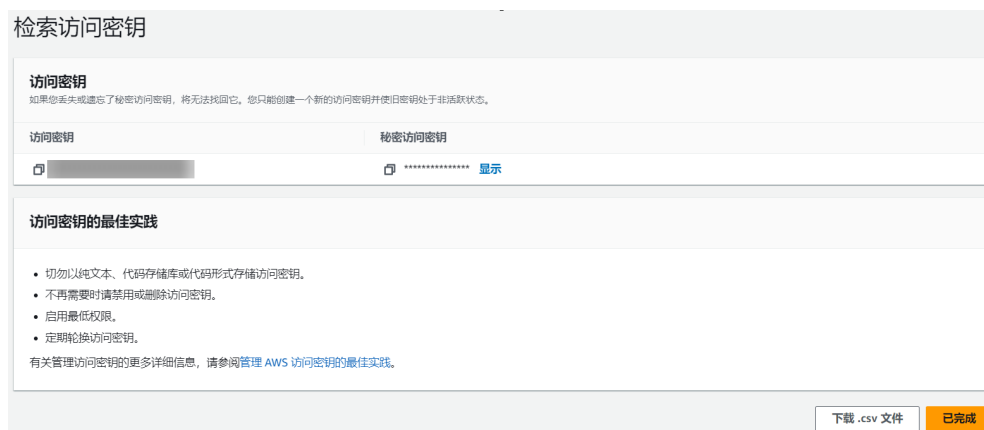 检索访问密钥
访问密钥
如果您丢失或遗忘了秘密访问密钥，将无法找回它。您只能创建一个新的访问密钥并使旧密钥处于非活跃状态。
访问密钥 秘密访问密钥
*************** 显示
访问密钥的最佳实践
• 切勿以纯文本、代码存储库或代码形式存储访问密钥。
• 不再需要时请禁用或删除访问密钥。
• 启用最低权限。
• 定期轮换访问密钥。
有关管理访问密钥的更多详细信息，请参阅管理 AWS 访问密钥的最佳实践。
下载 .csv 文件 已完成